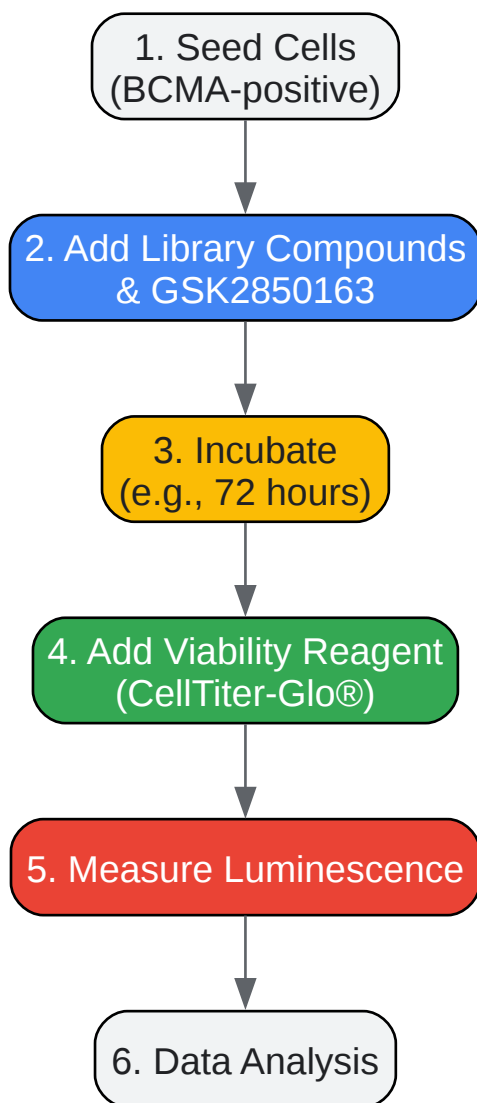 1. Seed Cells
(BCMA-positive)
2. Add Library Compounds
& GSK2850163
3. Incubate
(e.g., 72 hours)
4. Add Viability Reagent
(CellTiter-Glo®)
5. Measure Luminescence
6. Data Analysis